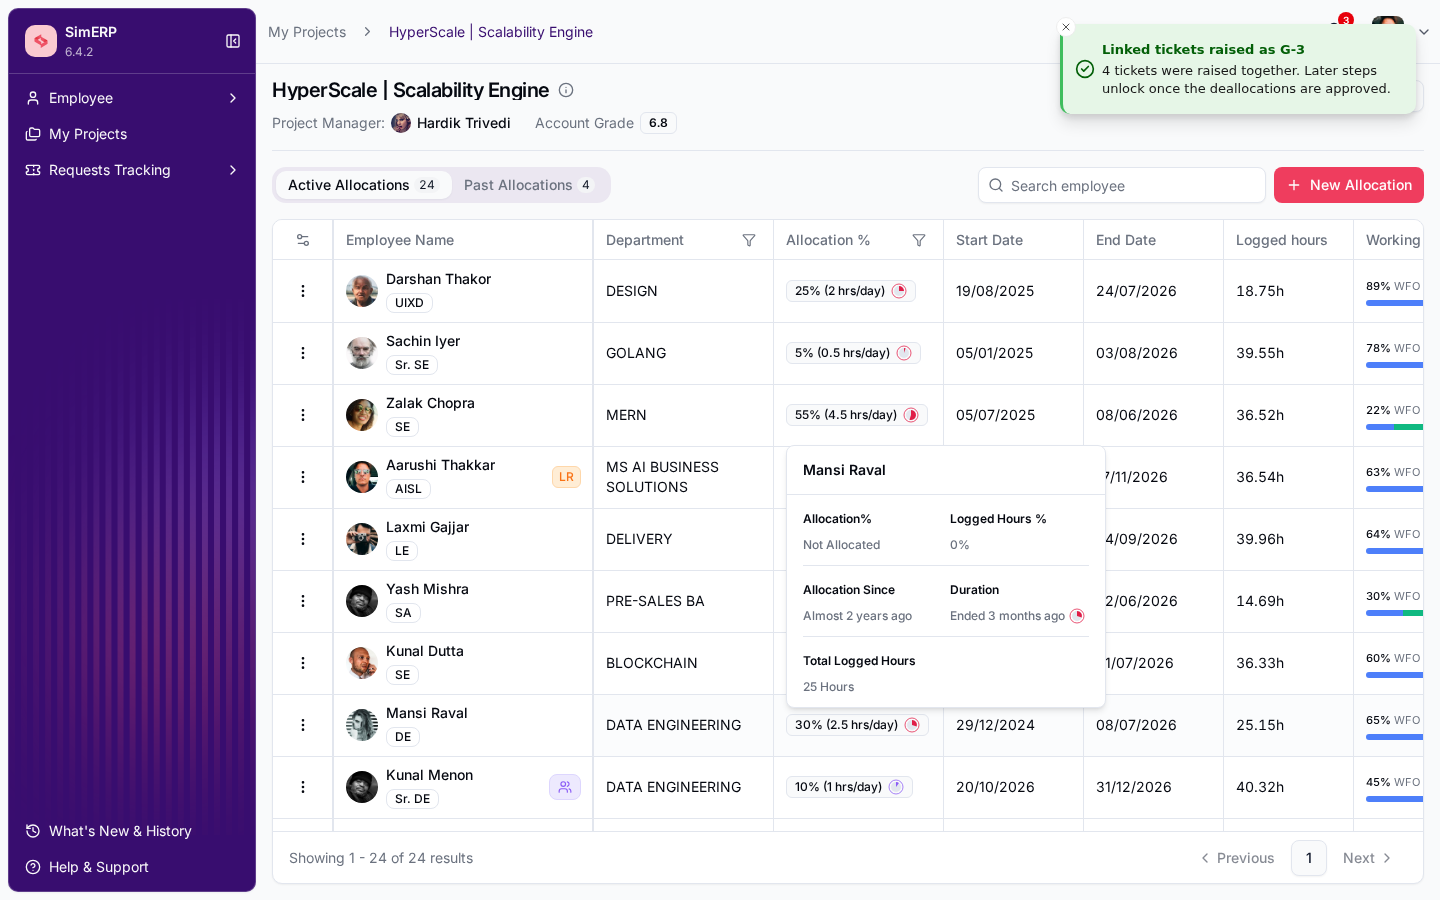 SimERP
6.4.2
Employee
My Projects
Requests Tracking
What's New & History
Help & Support
My Projects
HyperScale | Scalability Engine
3
Linked tickets raised as G-3
4 tickets were raised together. Later steps
unlock once the deallocations are approved.
HyperScale | Scalability Engine
Project Manager: Hardik Trivedi Account Grade 6.8
Active Allocations 24 Past Allocations 4
Search employee
New Allocation
Employee Name Department Allocation % Start Date End Date Logged hours Working
Darshan Thakor
UIXD
DESIGN 25% (2 hrs/day) 19/08/2025 24/07/2026 18.75h 89% WFO
Sachin Iyer
Sr. SE
GOLANG 5% (0.5 hrs/day) 05/01/2025 03/08/2026 39.55h 78% WFO
Zalak Chopra
SE
MERN 55% (4.5 hrs/day) 05/07/2025 08/06/2026 36.52h 22% WFO
Aarushi Thakkar
AISL
LR
MS AI BUSINESS
SOLUTIONS
7/11/2026 36.54h 63% WFO
Laxmi Gajjar
LE
DELIVERY 4/09/2026 39.96h 64% WFO
Yash Mishra
SA
PRE-SALES BA 2/06/2026 14.69h 30% WFO
Kunal Dutta
SE
BLOCKCHAIN 1/07/2026 36.33h 60% WFO
Mansi Raval
DE
DATA ENGINEERING 30% (2.5 hrs/day) 29/12/2024 08/07/2026 25.15h 65% WFO
Kunal Menon
Sr. DE
DATA ENGINEERING 10% (1 hrs/day) 20/10/2026 31/12/2026 40.32h 45% WFO
Mansi Raval
Allocation% Logged Hours %
Not Allocated 0%
Allocation Since Duration
Almost 2 years ago Ended 3 months ago
Total Logged Hours
25 Hours
Showing 1 - 24 of 24 results
Previous 1 Next